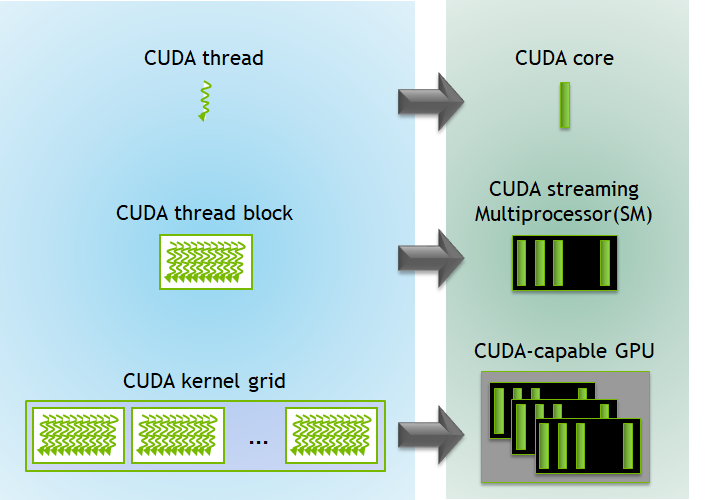 CUDA thread
CUDA core
CUDA thread block
CUDA streaming
Multiprocessor(SM)
CUDA kernel grid
...
CUDA-capable GPU